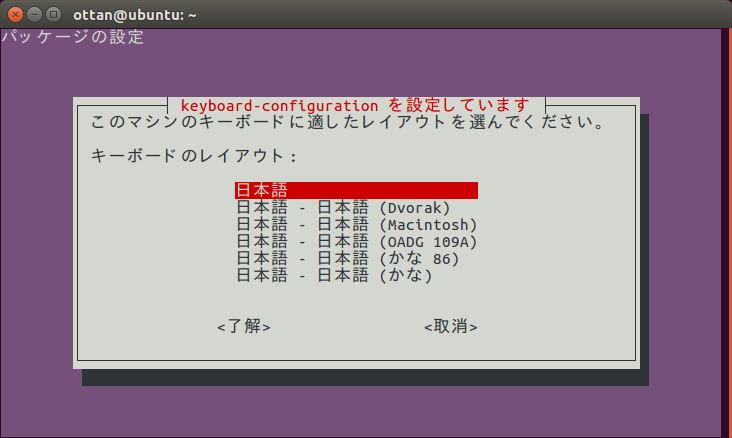 ottan@ubuntu: ~
パッケージの設定
keyboard-configuration を設定しています
このマシンのキーボードに適したレイアウトを選んでください。
キーボードのレイアウト:
日本語
日本語 - 日本語 (Dvorak)
日本語 - 日本語 (Macintosh)
日本語 - 日本語 (OADG 109A)
日本語 - 日本語 (かな 86)
日本語 - 日本語 (かな)
<了解> <取消>